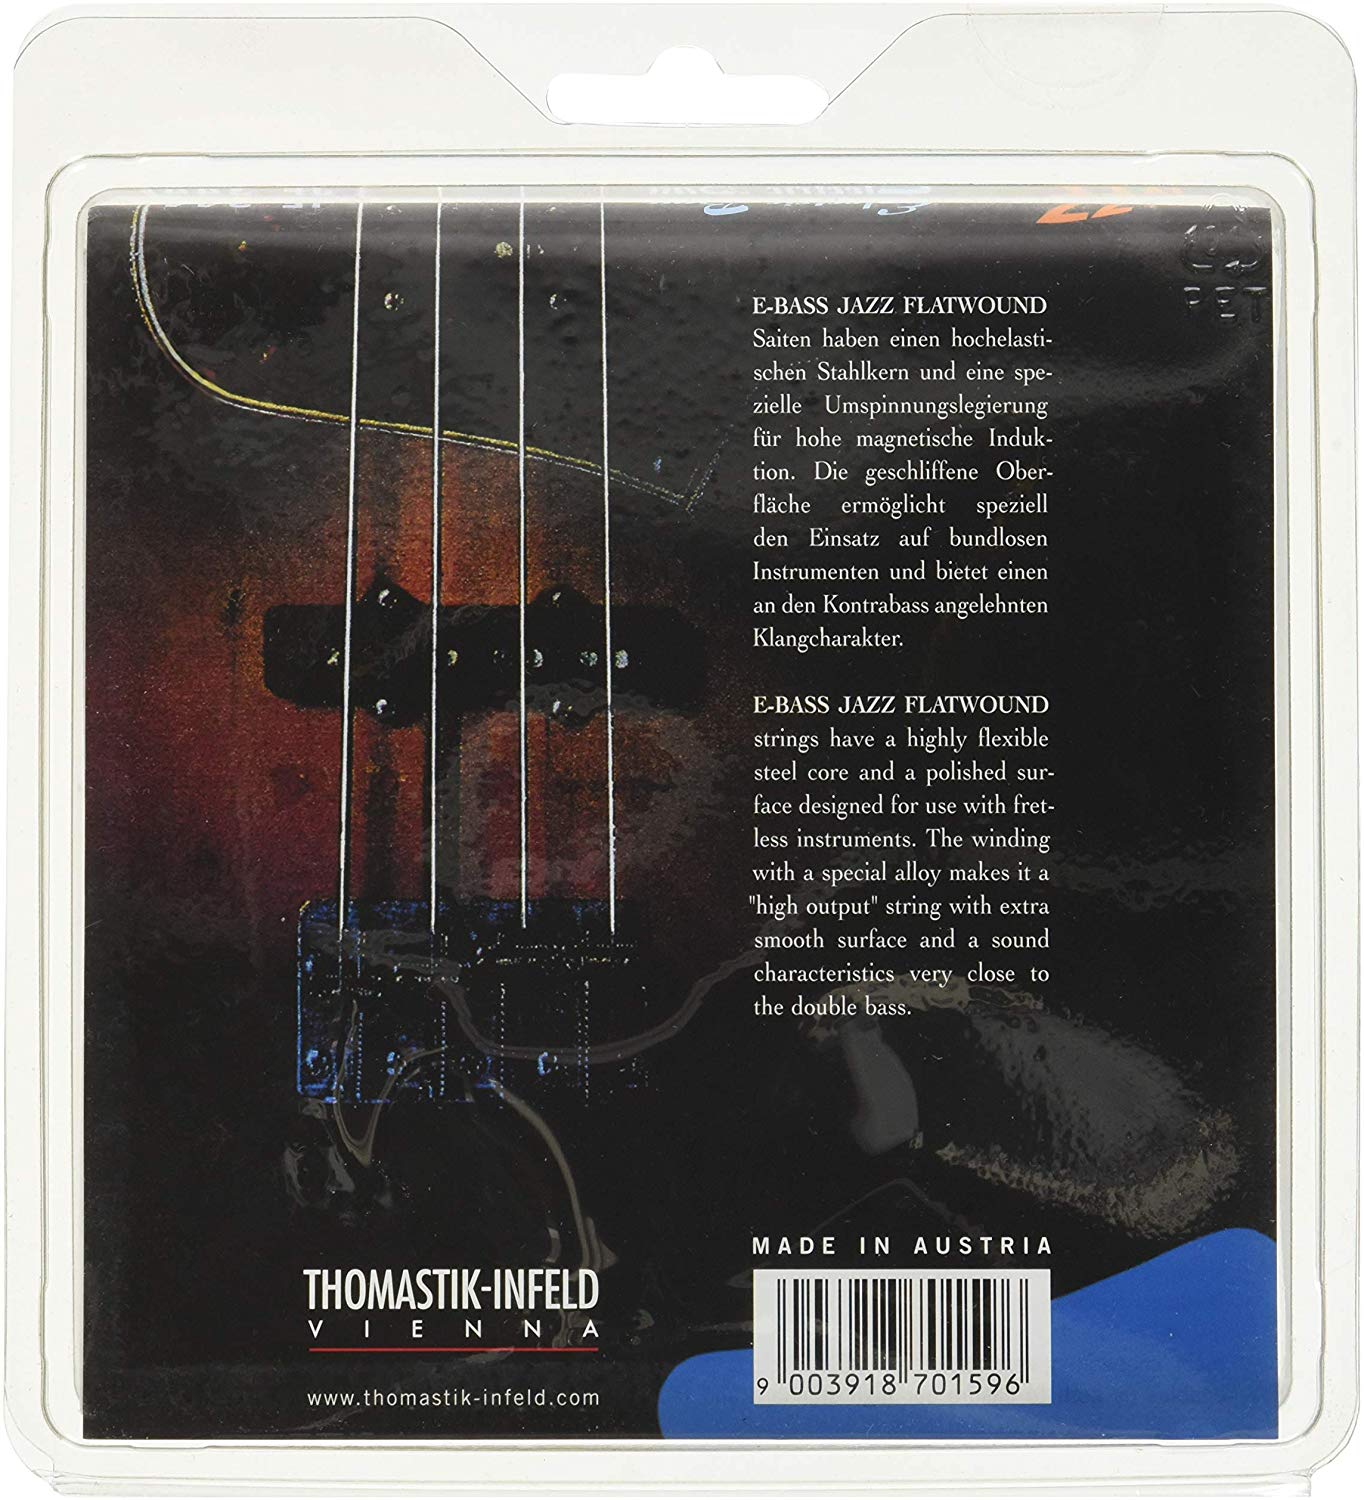 PET
E-BASS JAZZ FLATWOUND
Saiten haben einen hochelasti-
schen Stahlkern und eine spe-
zielle Umspinnungslegierung
für hohe magnetische Induk-
tion. Die geschliffene Ober-
fläche ermöglicht speziell
den Einsatz auf bundlosen
Instrumenten und bietet einen
an den Kontrabass angelehnten
Klangcharakter.
E-BASS JAZZ FLATWOUND
strings have a highly flexible
steel core and a polished sur-
face designed for use with fret-
less instruments. The winding
with a special alloy makes it a
"high output" string with extra
smooth surface and a sound
characteristics very close to
the double bass.
MADE IN AUSTRIA
9 003918 701596
THOMASTIK-INFELD
VIENNA
www.thomastik-infeld.com